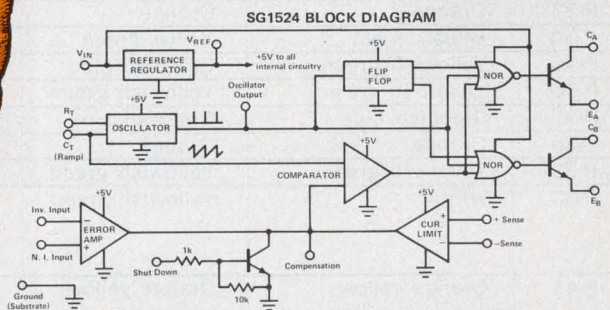 SG1524 BLOCK DIAGRAM
VIN
REFERENCE
REGULATOR
VREF
+5V to all
internal circuitry
+5V
FLIP
FLOP
+5V
NOR
CA
EA
Oscillator
Output
+5V
RT
CT
(Ramp)
OSCILLATOR
COMPARATOR
+5V
NOR
CB
EB
Inv. Input
N. I. Input
+5V
ERROR
AMP
−
+
+5V
CUR.
LIMIT
+
−
+ Sense
−Sense
Shut Down
1k
10k
Compensation
Ground
(Substrate)